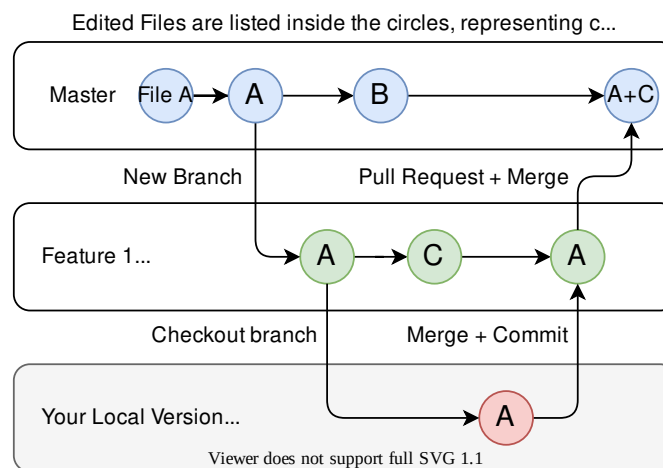 Edited Files are listed inside the circles, representing c...
Master
File A
A
B
A+C
New Branch
Pull Request + Merge
Feature 1...
A
C
A
Checkout branch
Merge + Commit
Your Local Version...
A
Viewer does not support full SVG 1.1